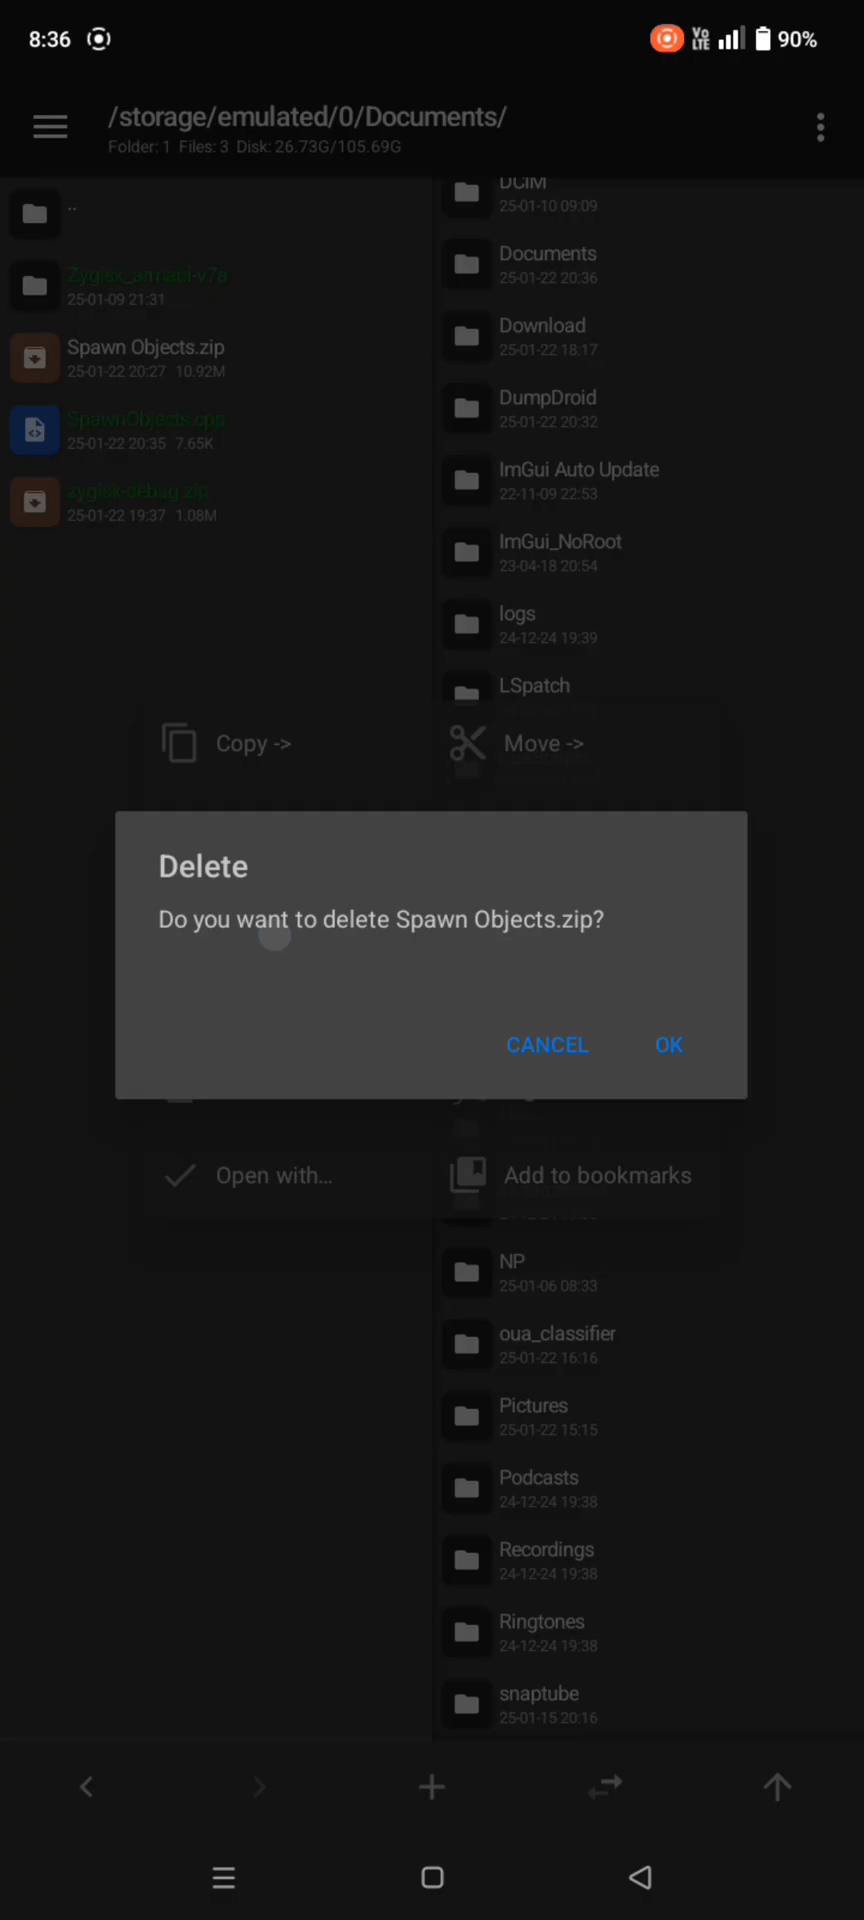 8:36
Vo LTE
90%
/storage/emulated/0/Documents/
Folder: 1 Files: 3 Disk: 26.73G/105.69G
..
Zygisk_armabi-v7a
25-01-09 21:31
Spawn Objects.zip
25-01-22 20:27 10.92M
SpawnObjects.cpp
25-01-22 20:35 7.65K
zygisk-debug.zip
25-01-22 19:37 1.08M
DCIM
25-01-10 09:09
Documents
25-01-22 20:36
Download
25-01-22 18:17
DumpDroid
25-01-22 20:32
ImGui Auto Update
22-11-09 22:53
ImGui_NoRoot
23-04-18 20:54
logs
24-12-24 19:39
LSpatch
Copy ->
Move ->
Delete
Do you want to delete Spawn Objects.zip?
CANCEL
OK
Open with...
Add to bookmarks
NP
25-01-06 08:33
oua_classifier
25-01-22 16:16
Pictures
25-01-22 15:15
Podcasts
24-12-24 19:38
Recordings
24-12-24 19:38
Ringtones
24-12-24 19:38
snaptube
25-01-15 20:16